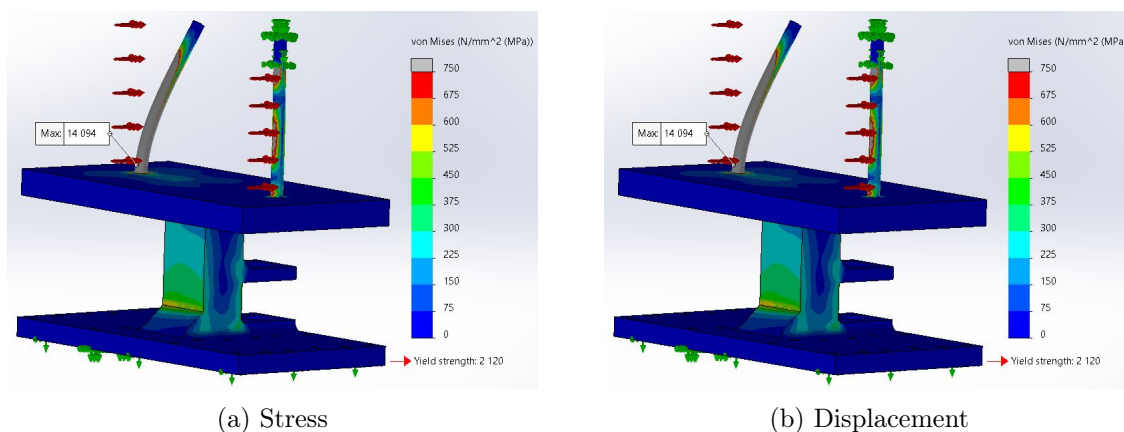 von Mises (N/mm^2 (MPa))
750
675
600
525
450
375
300
225
150
75
0
Max: 14 094
Yield strength: 2 120
(a) Stress
von Mises (N/mm^2 (MPa))
750
675
600
525
450
375
300
225
150
75
0
Max: 14 094
Yield strength: 2 120
(b) Displacement